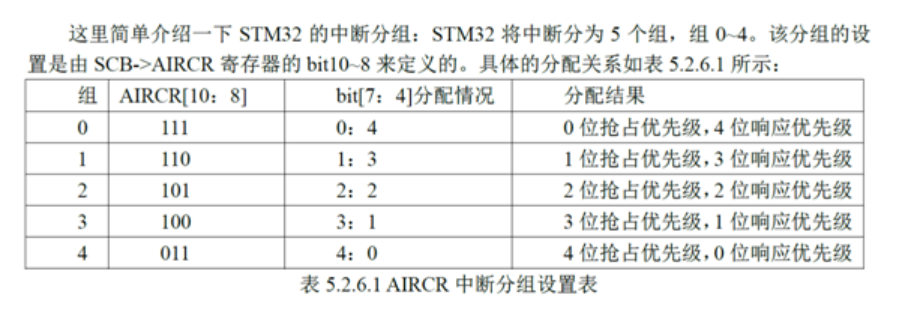 这里简单介绍一下 STM32 的中断分组：STM32 将中断分为 5 个组，组 0~4。该分组的设
置是由 SCB->AIRCR 寄存器的 bit10~8 来定义的。具体的分配关系如表 5.2.6.1 所示：
组 AIRCR[10：8] bit[7：4]分配情况 分配结果
0 111 0：4 0 位抢占优先级,4 位响应优先级
1 110 1：3 1 位抢占优先级,3 位响应优先级
2 101 2：2 2 位抢占优先级,2 位响应优先级
3 100 3：1 3 位抢占优先级,1 位响应优先级
4 011 4：0 4 位抢占优先级,0 位响应优先级
表 5.2.6.1 AIRCR 中断分组设置表